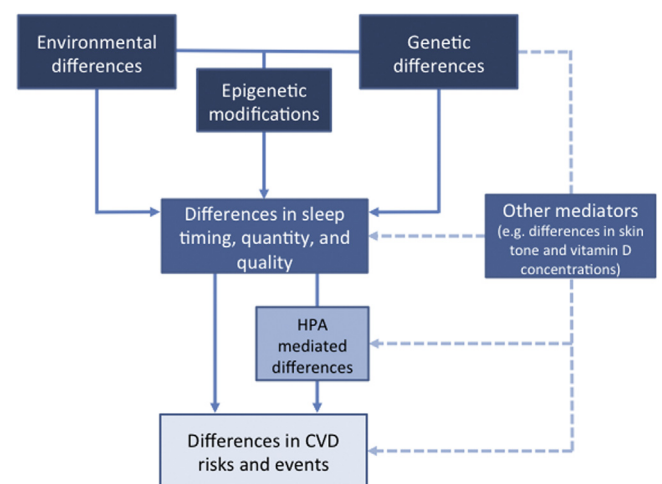 Environmental
differences
Genetic
differences
Epigenetic
modifications
Differences in sleep
timing, quantity, and
quality
Other mediators
(e.g. differences in skin
tone and vitamin D
concentrations)
HPA
mediated
differences
Differences in CVD
risks and events